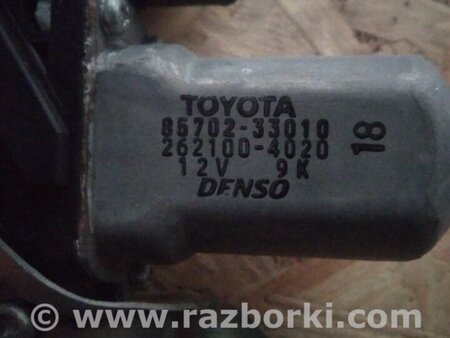 TOYOTA
85702-33010
262100-4020
12V 9K
DENSO
18
© www.razborki.com